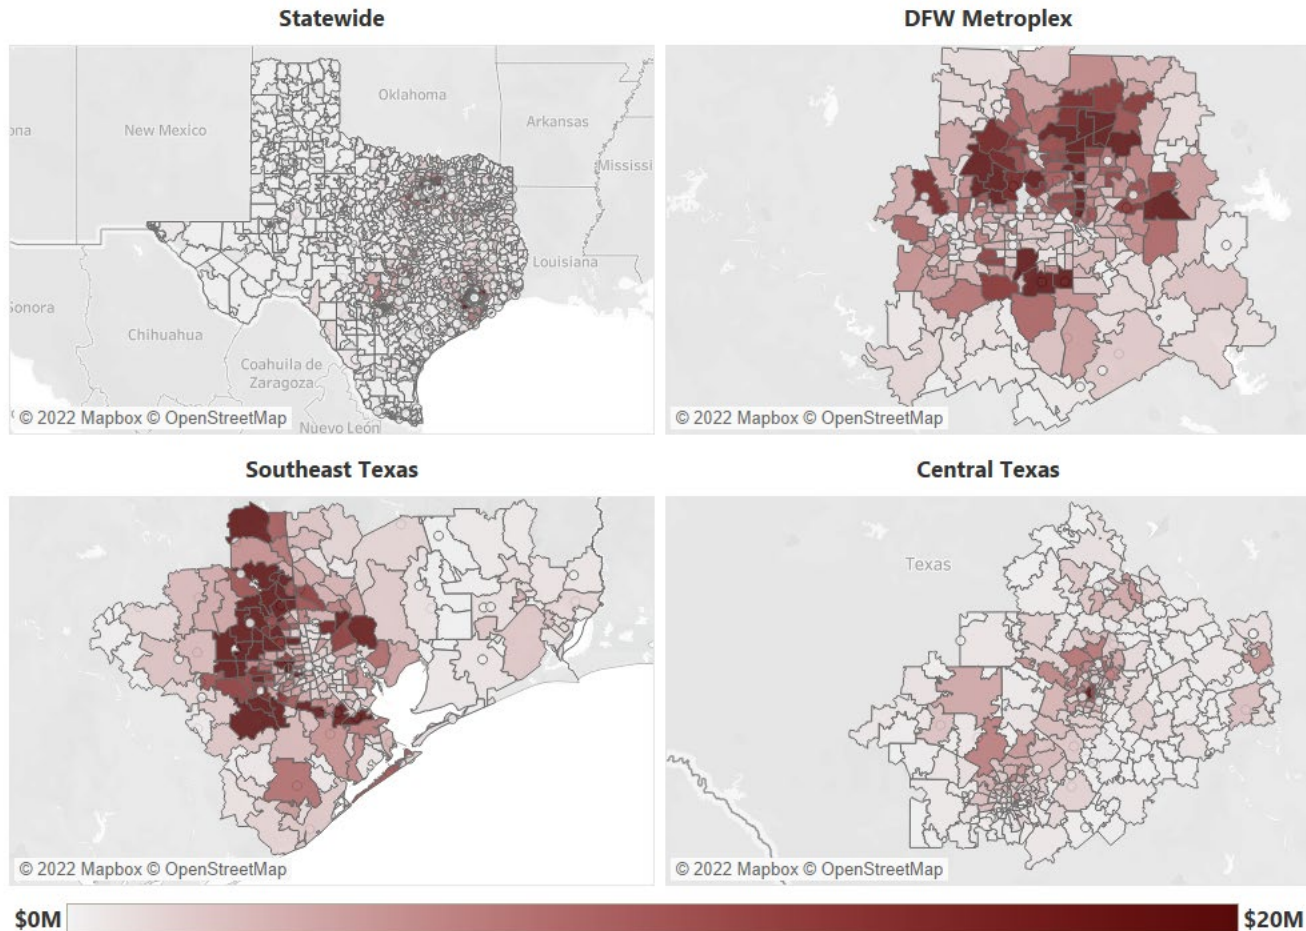 Statewide
DFW Metroplex
Oklahoma
ona
New Mexico
Arkansas
Mississi
Louisiana
Sonora
Chihuahua
Coahuila de
Zaragoza
Nuevo León
© 2022 Mapbox © OpenStreetMap
© 2022 Mapbox © OpenStreetMap
Southeast Texas
Central Texas
Texas
© 2022 Mapbox © OpenStreetMap
© 2022 Mapbox © OpenStreetMap
$0M
$20M